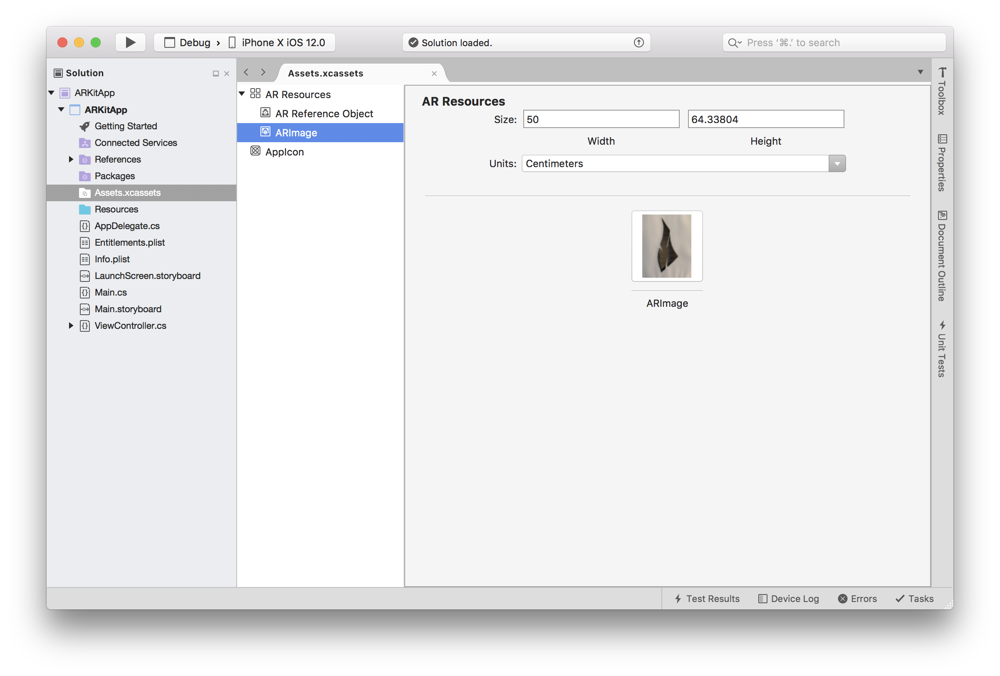 Debug › iPhone X iOS 12.0
Solution loaded.
Press ‘⌘.’ to search
Solution
ARKitApp
ARKitApp
Getting Started
Connected Services
References
Packages
Assets.xcassets
Resources
AppDelegate.cs
Entitlements.plist
Info.plist
LaunchScreen.storyboard
Main.cs
Main.storyboard
ViewController.cs
Assets.xcassets
AR Resources
AR Reference Object
ARImage
AppIcon
AR Resources
Size: 50 64.33804
Width Height
Units: Centimeters
ARImage
Toolbox
Properties
Document Outline
Unit Tests
Test Results Device Log Errors Tasks